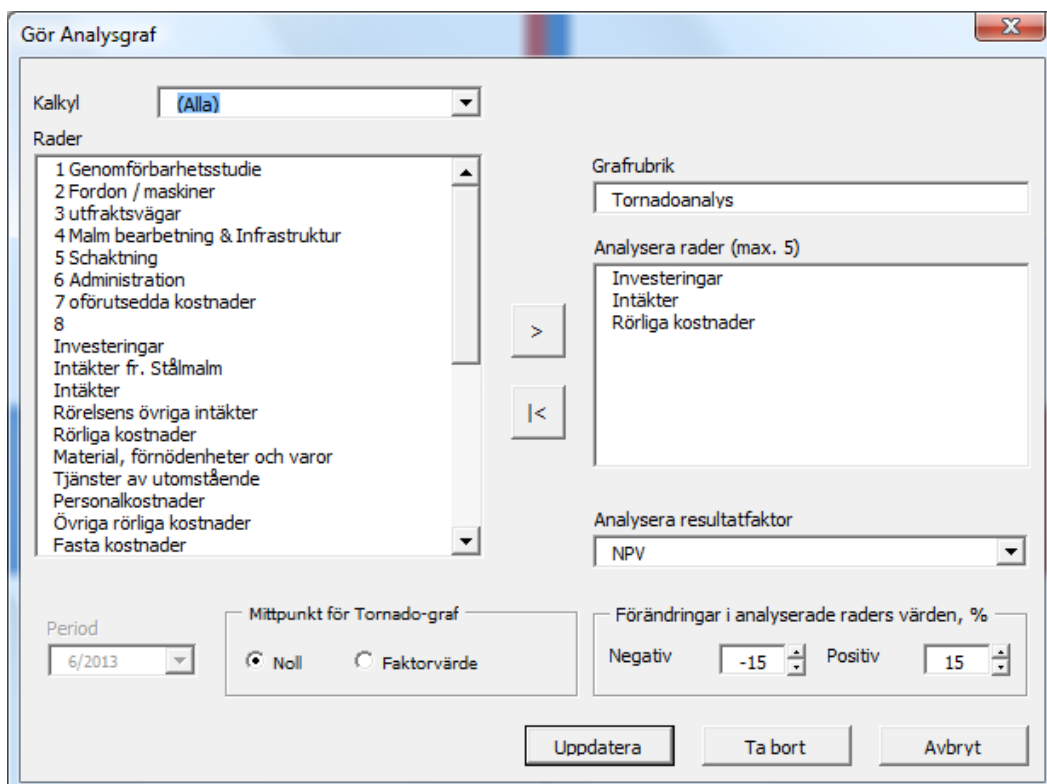 Gör Analysgraf
Kalkyl
(Alla)
Rader
1 Genomförbarhetsstudie
2 Fordon / maskiner
3 utfraktsvägar
4 Malm bearbetning & Infrastruktur
5 Schaktning
6 Administration
7 oförutsedda kostnader
8
Investeringar
Intäkter fr. Stålmalm
Intäkter
Rörelsens övriga intäkter
Rörliga kostnader
Material, förnödenheter och varor
Tjänster av utomstående
Personalkostnader
Övriga rörliga kostnader
Fasta kostnader
>
|<
Grafrubrik
Tornadoanalys
Analysera rader (max. 5)
Investeringar
Intäkter
Rörliga kostnader
Analysera resultatfaktor
NPV
Period
6/2013
Mittpunkt för Tornado-graf
Noll Faktorvärde
Förändringar i analyserade raders värden, %
Negativ -15 Positiv 15
Uppdatera Ta bort Avbryt